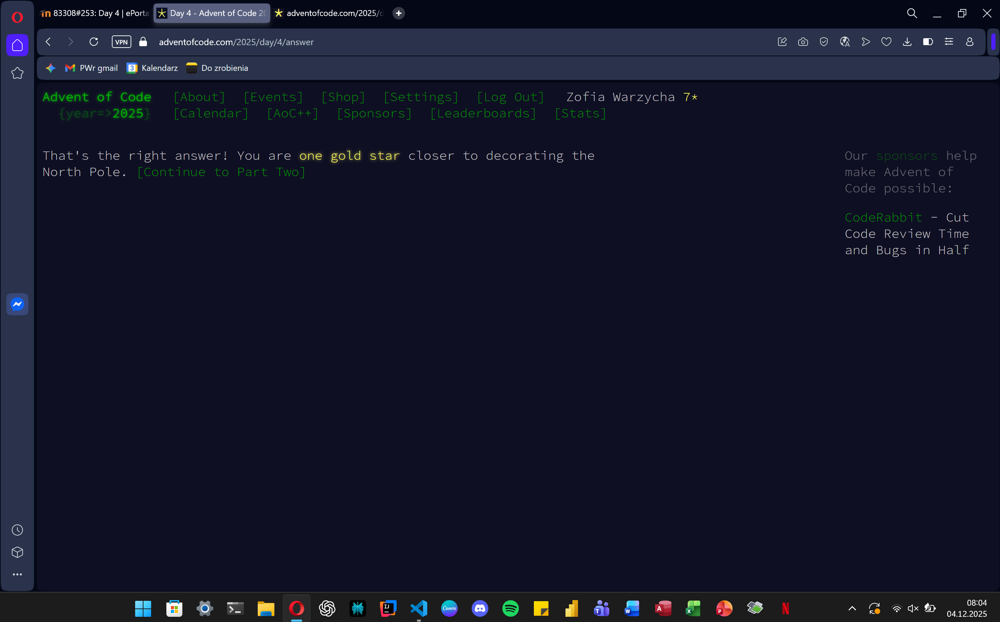 83308#253: Day 4 | ePorta
Day 4 - Advent of Code 20
adventofcode.com/2025/d
VPN
adventofcode.com/2025/day/4/answer
PWr gmail
3
Kalendarz
Do zrobienia
Advent of Code [About] [Events] [Shop] [Settings] [Log Out] Zofia Warzycha 7*
{year=>2025} [Calendar] [AoC++] [Sponsors] [Leaderboards] [Stats]
That's the right answer! You are one gold star closer to decorating the
North Pole. [Continue to Part Two]
Our sponsors help
make Advent of
Code possible:
CodeRabbit - Cut
Code Review Time
and Bugs in Half
IJ
Canva
T
W
A
X
P
N
08:04
04.12.2025